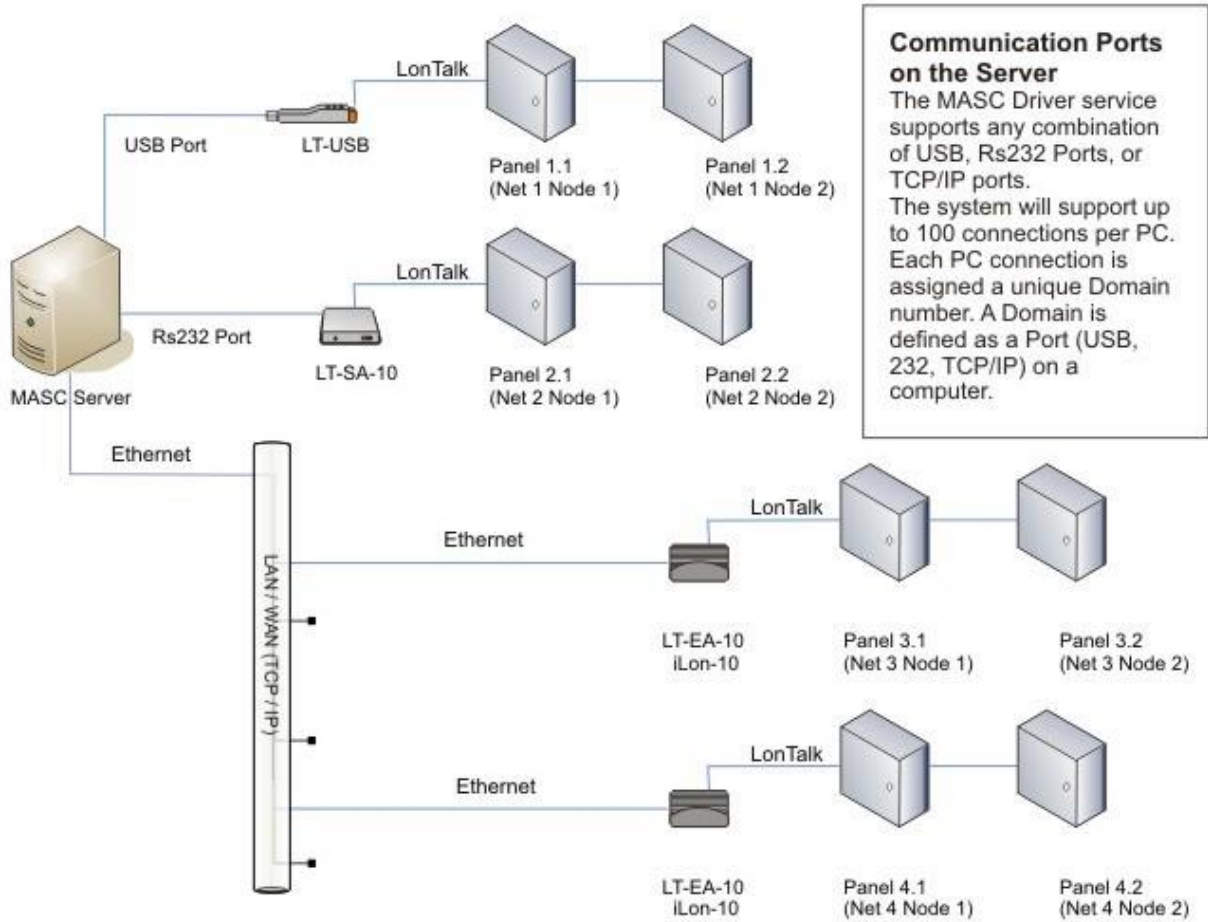 LonTalk
USB Port
LT-USB
Panel 1.1
(Net 1 Node 1)
Panel 1.2
(Net 1 Node 2)
LonTalk
Rs232 Port
LT-SA-10
Panel 2.1
(Net 2 Node 1)
Panel 2.2
(Net 2 Node 2)
MASC Server
Communication Ports
on the Server
The MASC Driver service
supports any combination
of USB, Rs232 Ports, or
TCP/IP ports.
The system will support up
to 100 connections per PC.
Each PC connection is
assigned a unique Domain
number. A Domain is
defined as a Port (USB,
232, TCP/IP) on a
computer.
Ethernet
LAN / WAN (TCP / IP)
Ethernet
LonTalk
LT-EA-10
iLon-10
Panel 3.1
(Net 3 Node 1)
Panel 3.2
(Net 3 Node 2)
Ethernet
LonTalk
LT-EA-10
iLon-10
Panel 4.1
(Net 4 Node 1)
Panel 4.2
(Net 4 Node 2)